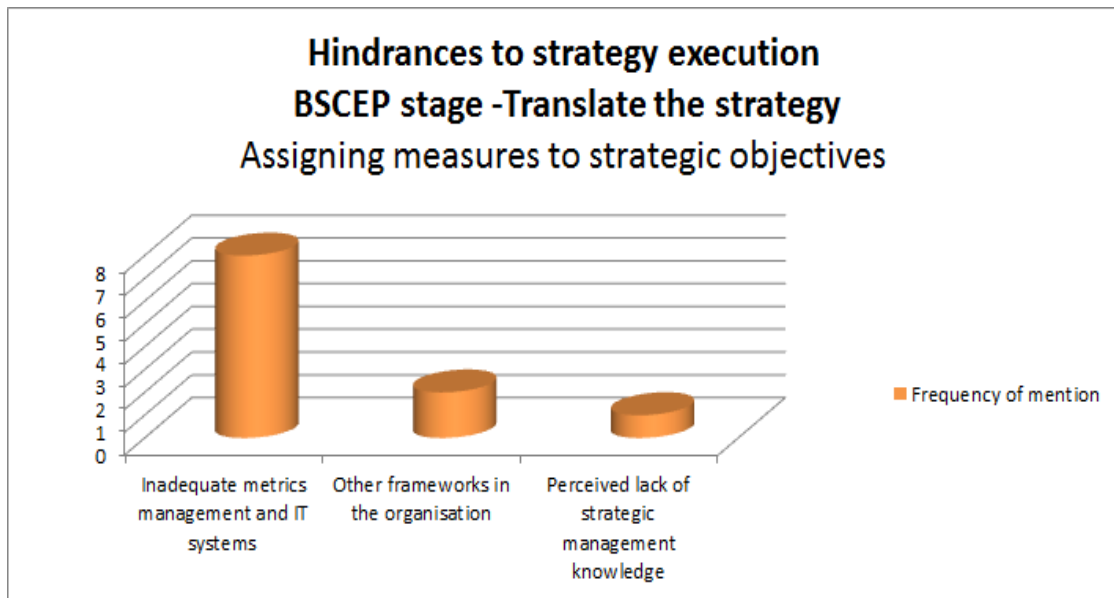 Hindrances to strategy execution
BSCEP stage -Translate the strategy
Assigning measures to strategic objectives
8
7
6
5
4
3
2
1
0
Inadequate metrics
management and IT
systems
Other frameworks in
the organisation
Perceived lack of
strategic
management
knowledge
Frequency of mention